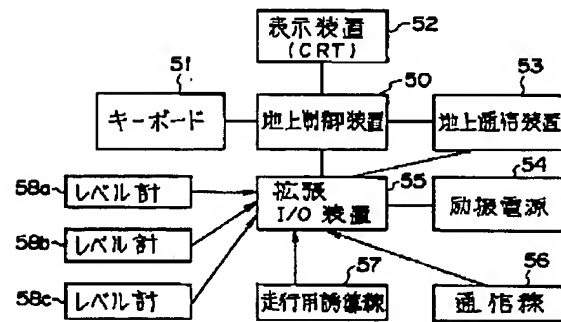 表示装置
(CRT)
52
51
キーボード
50
地上制御装置
53
地上通信装置
58a
レベル計
拡張
I/O 装置
55
54
励振電源
58b
レベル計
58c
レベル計
57
走行用誘導線
56
通信線